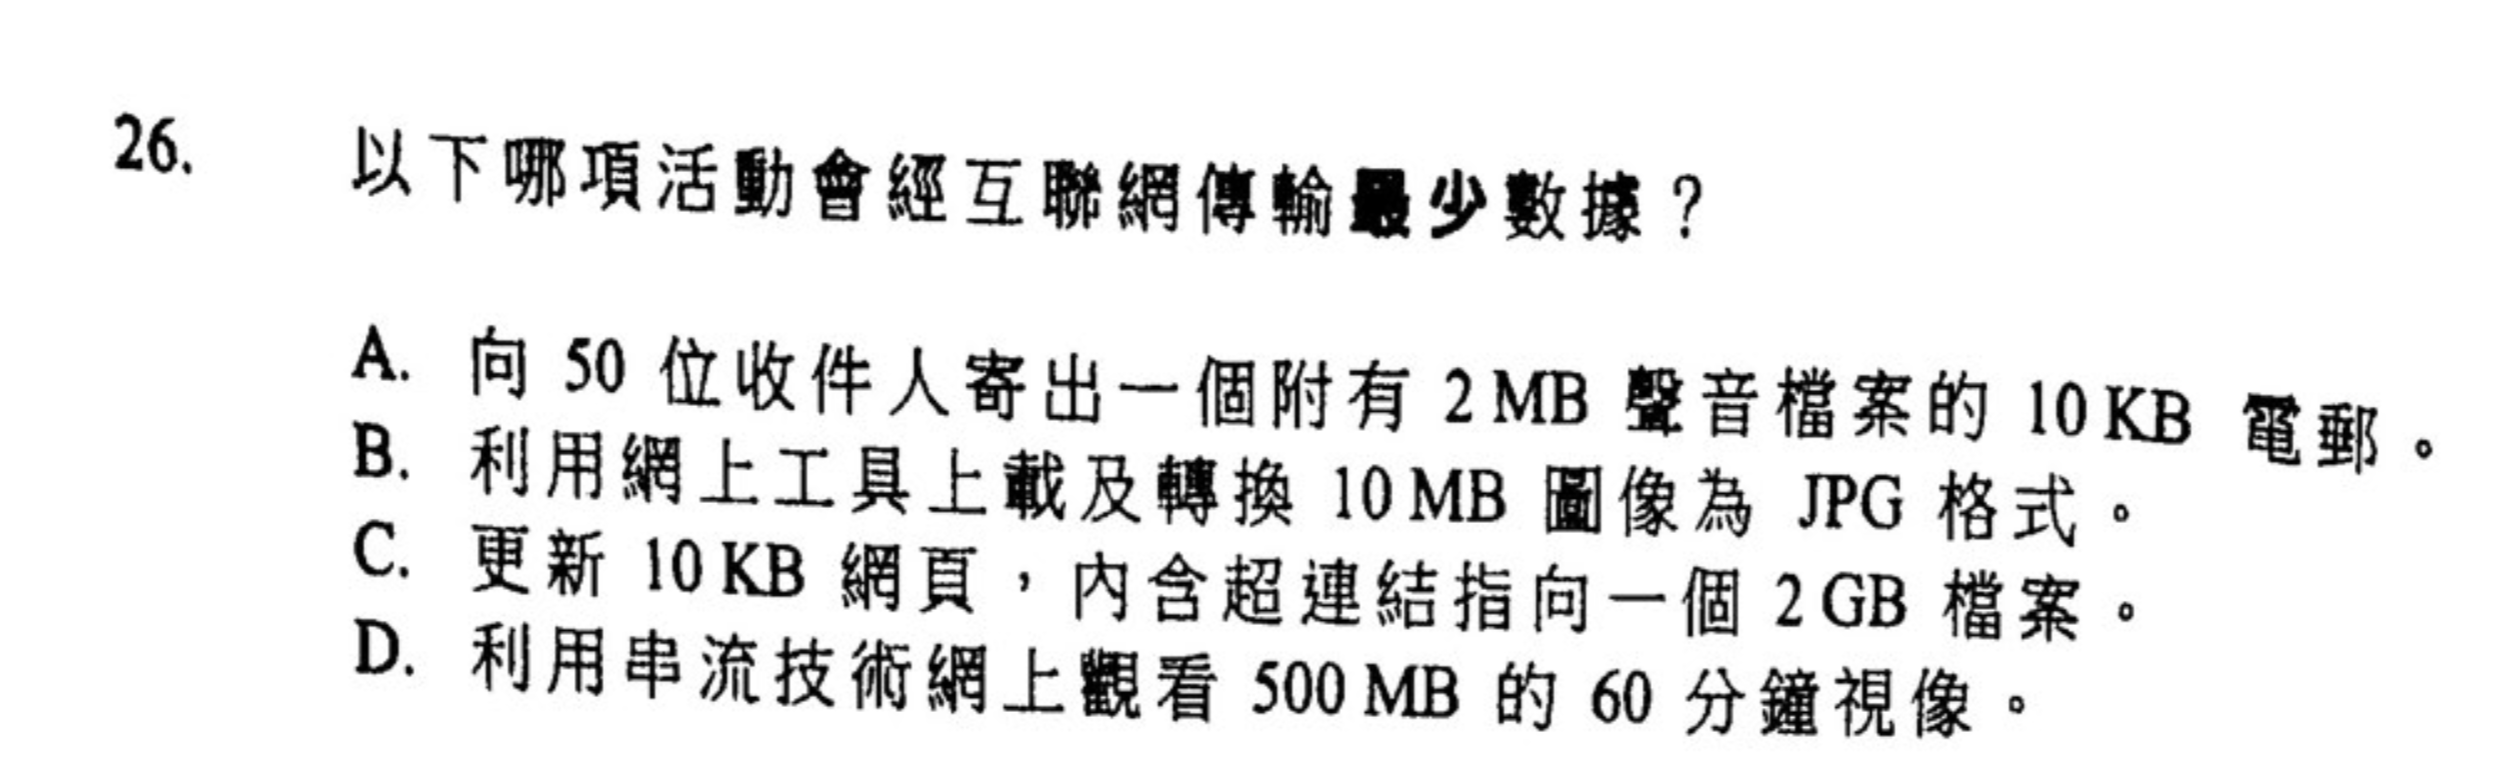 26. 以下哪項活動會經互聯網傳輸最少數據？
A. 向 50 位收件人寄出一個附有 2 MB 聲音檔案的 10 KB 電郵。
B. 利用網上工具上載及轉換 10 MB 圖像為 JPG 格式。
C. 更新 10 KB 網頁，內含超連結指向一個 2 GB 檔案。
D. 利用串流技術網上觀看 500 MB 的 60 分鐘視像。